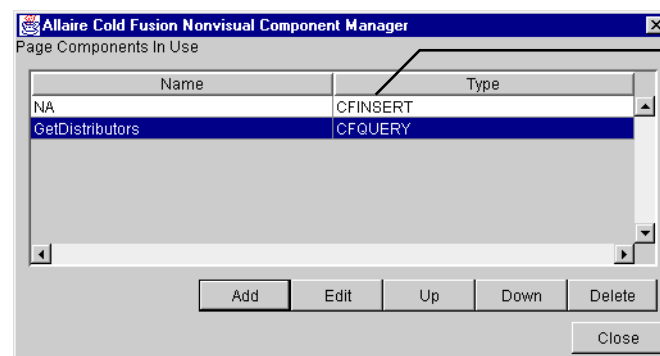 Allaire Cold Fusion Nonvisual Component Manager
Page Components In Use
Name Type
NA CFINSERT
GetDistributors CFQUERY
Add Edit Up Down Delete
Close